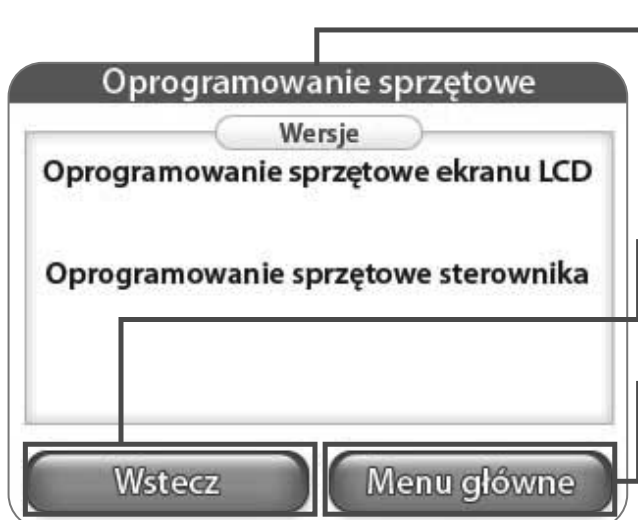 Oprogramowanie sprzętowe
Wersje
Oprogramowanie sprzętowe ekranu LCD
Oprogramowanie sprzętowe sterownika
Wstecz
Menu główne